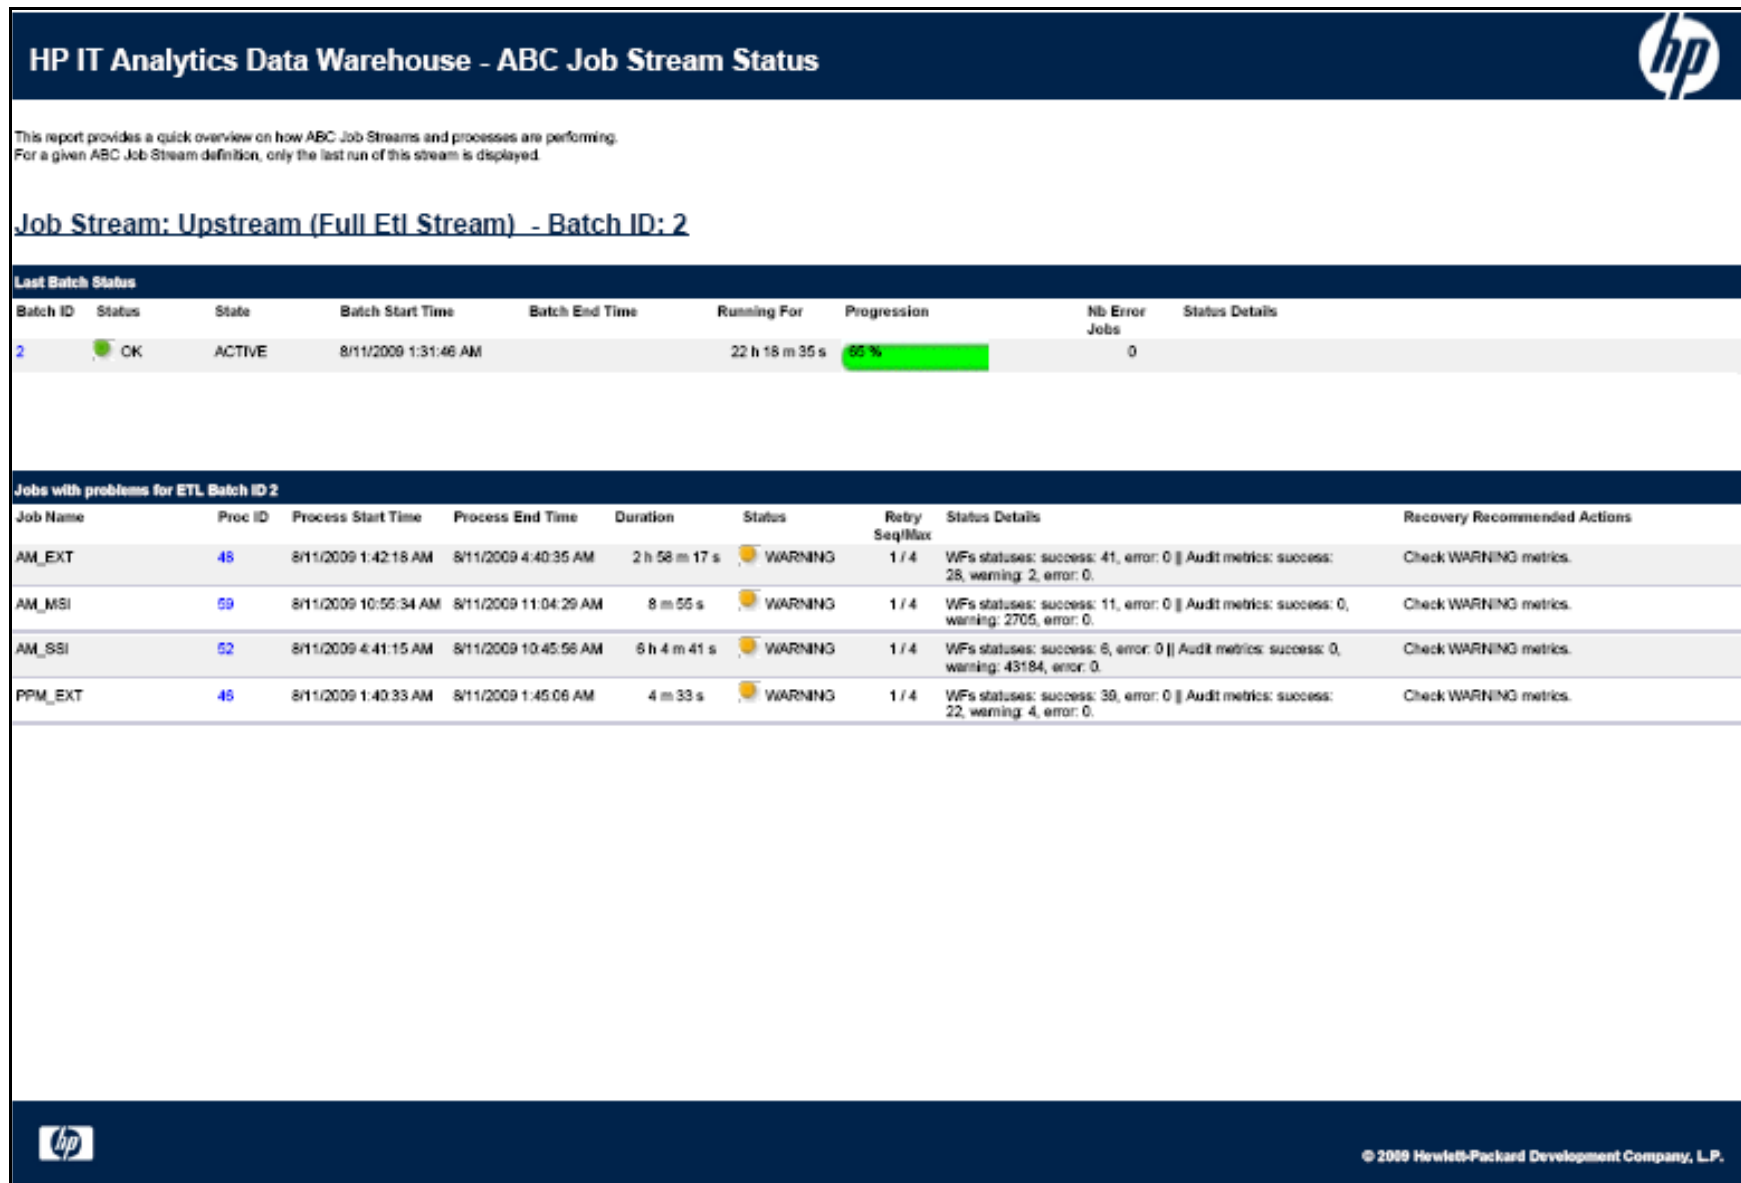 HP IT Analytics Data Warehouse - ABC Job Stream Status
hp
This report provides a quick overview on how ABC Job Streams and processes are performing.
For a given ABC Job Stream definition, only the last run of this stream is displayed.
Job Stream: Upstream (Full Etl Stream) - Batch ID: 2
Last Batch Status
Batch ID Status State Batch Start Time Batch End Time Running For Progression Nb Error Status Details
Jobs
2 OK ACTIVE 8/11/2009 1:31:46 AM 22 h 18 m 35 s 65 % 0
Jobs with problems for ETL Batch ID 2
Job Name Proc ID Process Start Time Process End Time Duration Status Retry Status Details Recovery Recommended Actions
Seq/Max
AM_EXT 48 8/11/2009 1:42:18 AM 8/11/2009 4:40:35 AM 2 h 58 m 17 s WARNING 1 / 4 WFs statuses: success: 41, error: 0 || Audit metrics: success: Check WARNING metrics.
28, warning: 2, error: 0.
AM_MSI 59 8/11/2009 10:55:34 AM 8/11/2009 11:04:29 AM 8 m 55 s WARNING 1 / 4 WFs statuses: success: 11, error: 0 || Audit metrics: success: 0, Check WARNING metrics.
warning: 2705, error: 0.
AM_SSI 52 8/11/2009 4:41:15 AM 8/11/2009 10:45:56 AM 6 h 4 m 41 s WARNING 1 / 4 WFs statuses: success: 6, error: 0 || Audit metrics: success: 0, Check WARNING metrics.
warning: 43184, error: 0.
PPM_EXT 46 8/11/2009 1:40:33 AM 8/11/2009 1:45:06 AM 4 m 33 s WARNING 1 / 4 WFs statuses: success: 39, error: 0 || Audit metrics: success: Check WARNING metrics.
22, warning: 4, error: 0.
hp
© 2009 Hewlett-Packard Development Company, L.P.